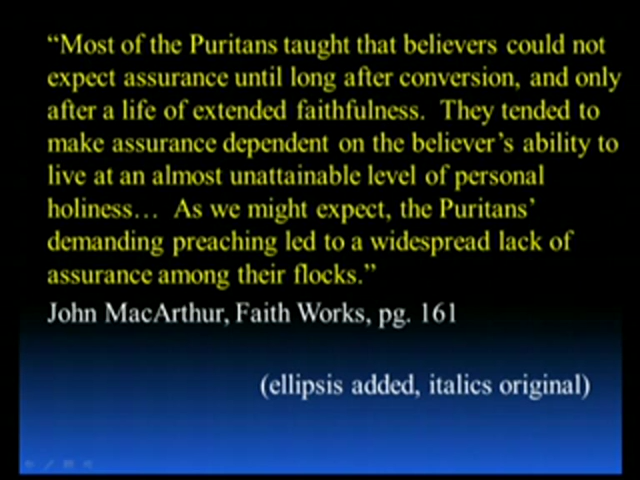 “Most of the Puritans taught that believers could not
expect assurance until long after conversion, and only
after a life of extended faithfulness.  They tended to
make assurance dependent on the believer’s ability to
live at an almost unattainable level of personal
holiness…  As we might expect, the Puritans’
demanding preaching led to a widespread lack of
assurance among their flocks.”
John MacArthur, Faith Works, pg. 161
(ellipsis added, italics original)